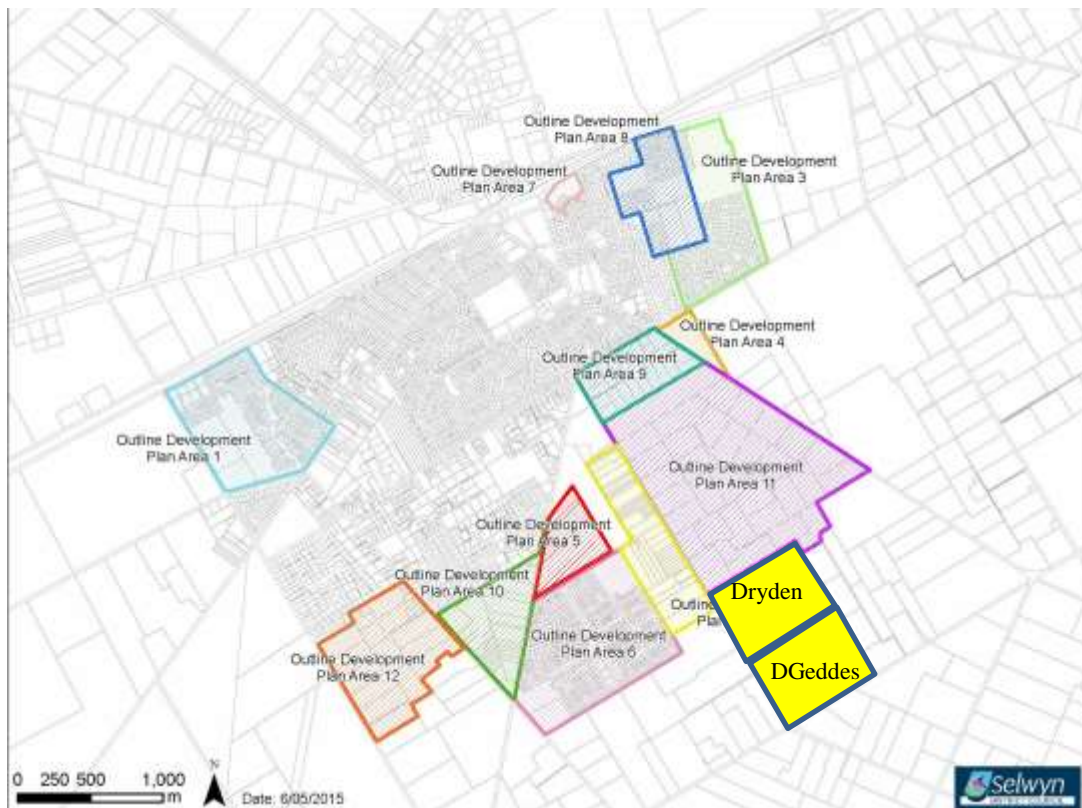 Outline Development
Plan Area 8
Outline Development
Plan Area 3
Outline Development
Plan Area 7
Outline Development
Plan Area 4
Outline Development
Plan Area 9
Outline Development
Plan Area 1
Outline Development
Plan Area 11
Outline Development
Plan Area 5
Outline Development
Plan Area 10
Dryden
Outline Development
Plan Area 6
Outline Development
Plan Area 12
DGeddes
0 250 500 1,000
m
N
Date: 6/05/2015
Selwyn
DISTRICT COUNCIL